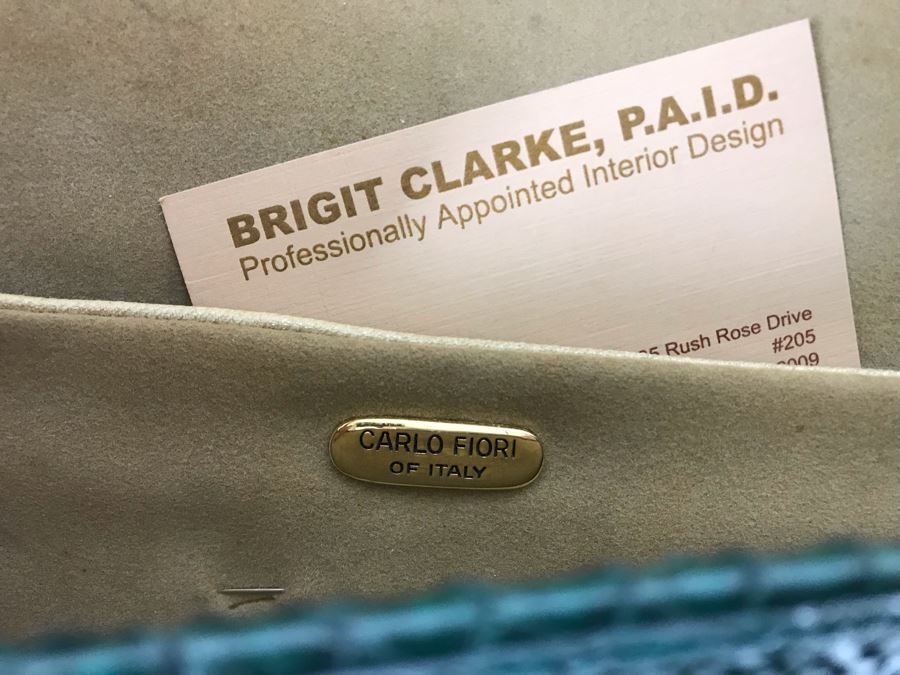 BRIGIT CLARKE, P.A.I.D.
Professionally Appointed Interior Design
Rush Rose Drive
#205
CARLO FIORI
OF ITALY